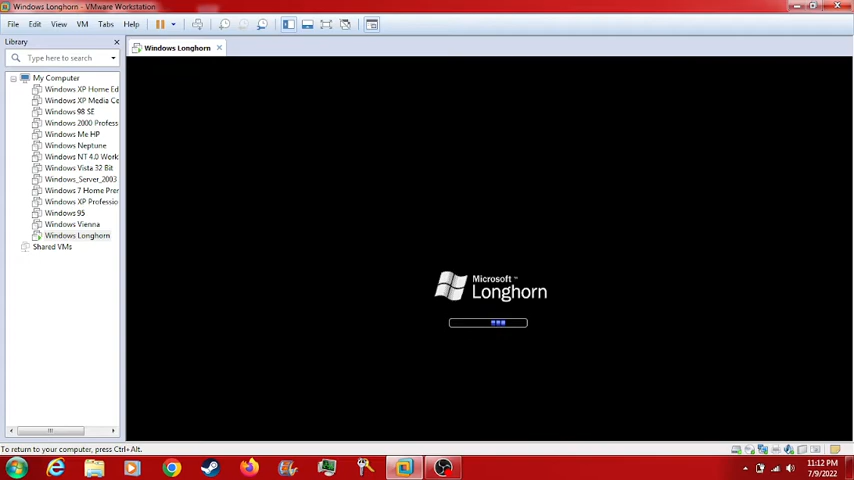 Windows Longhorn - VMware Workstation
File Edit View VM Tabs Help
Library
Type here to search
Windows Longhorn
My Computer
Windows XP Home Ed
Windows XP Media Ce
Windows 98 SE
Windows 2000 Profess
Windows Me HP
Windows Neptune
Windows NT 4.0 Work
Windows Vista 32 Bit
Windows_Server_2003
Windows 7 Home Prer
Windows XP Professio
Windows 95
Windows Vienna
Windows Longhorn
Shared VMs
Microsoft™
Longhorn
To return to your computer, press Ctrl+Alt.
11:12 PM
7/9/2022